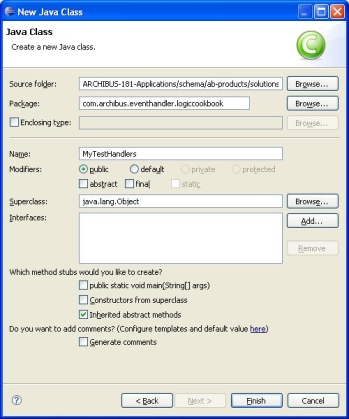 New Java Class
Java Class
Create a new Java class.
Source folder: ARCHIBUS-181-Applications/schema/ab-products/solutions Browse...
Package: com.archibus.eventhandler.logiccookbook Browse...
Enclosing type: Browse...
Name: MyTestHandlers
Modifiers: public default private protected
abstract final static
Superclass: java.lang.Object Browse...
Interfaces: Add...
Remove
Which method stubs would you like to create?
public static void main(String[] args)
Constructors from superclass
Inherited abstract methods
Do you want to add comments? (Configure templates and default value here)
Generate comments
? < Back Next > Finish Cancel